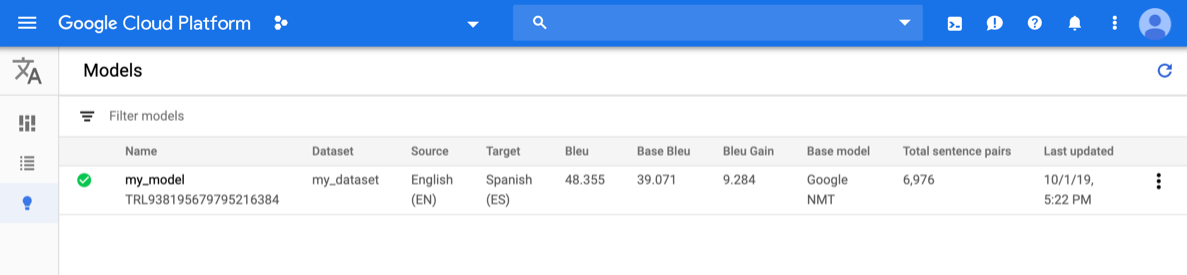 Google Cloud Platform
Models
Filter models
Name Dataset Source Target Bleu Base Bleu Bleu Gain Base model Total sentence pairs Last updated
my_model my_dataset English Spanish 48.355 39.071 9.284 Google 6,976 10/1/19,
TRL938195679795216384 (EN) (ES) NMT 5:22 PM